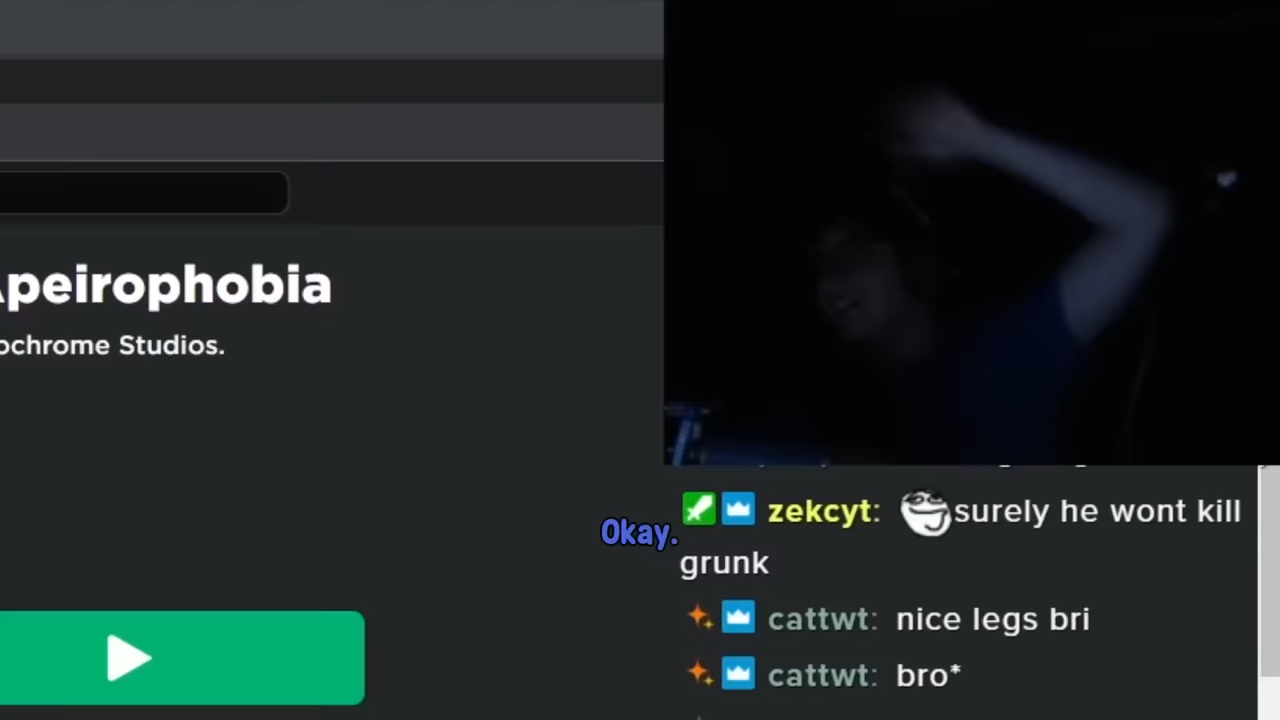 Apeirophobia
ochrome Studios.
Okay.
zekcyt: surely he wont kill
grunk
cattwt: nice legs bri
cattwt: bro*